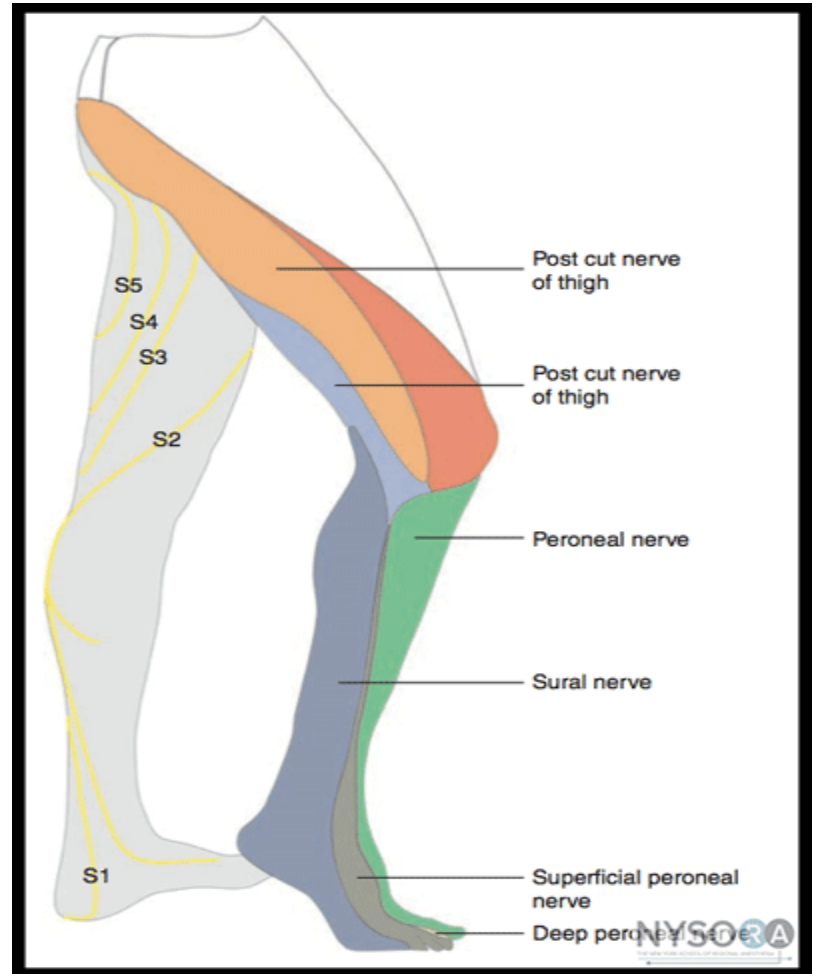 S5
S4
S3
S2
S1
Post cut nerve
of thigh
Post cut nerve
of thigh
Peroneal nerve
Sural nerve
Superficial peroneal
nerve
Deep peroneal nerve
NYSORA